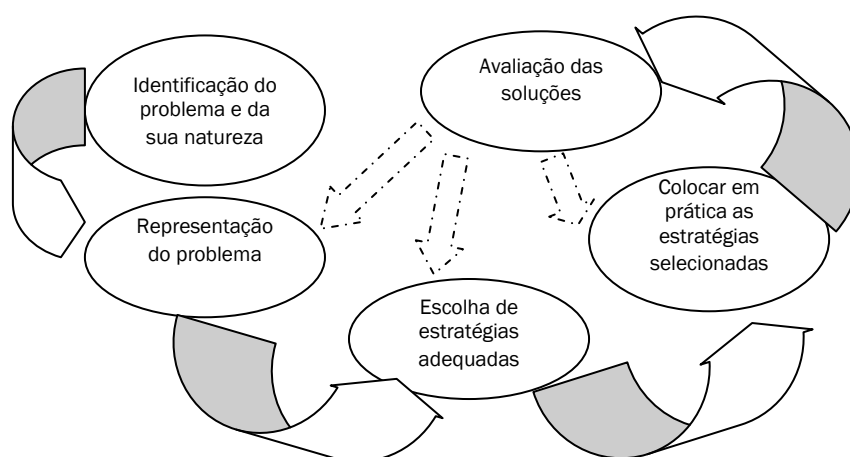 Identificação do
problema e da
sua natureza
Representação
do problema
Escolha de
estratégias
adequadas
Colocar em
prática as
estratégias
selecionadas
Avaliação das
soluções